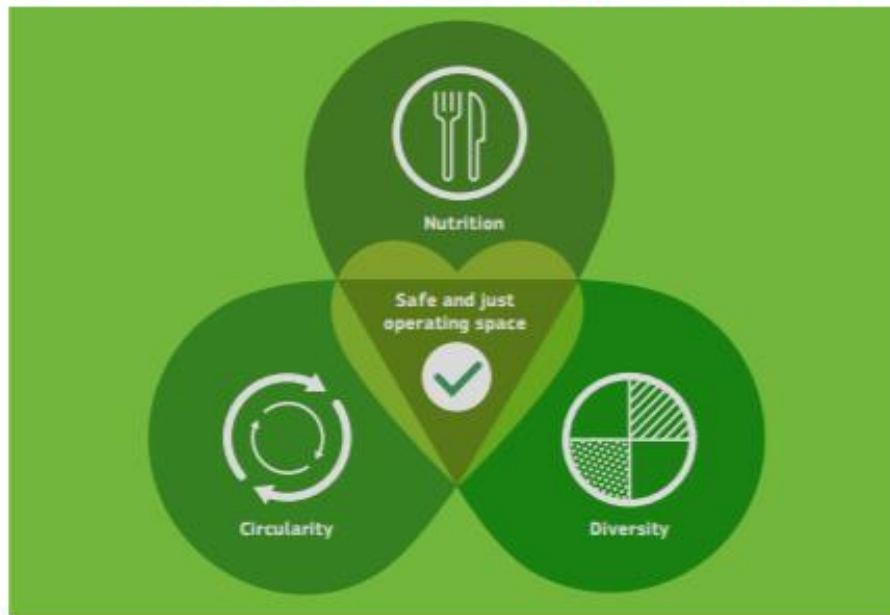 Nutrition
Safe and just
operating space
Circularity
Diversity